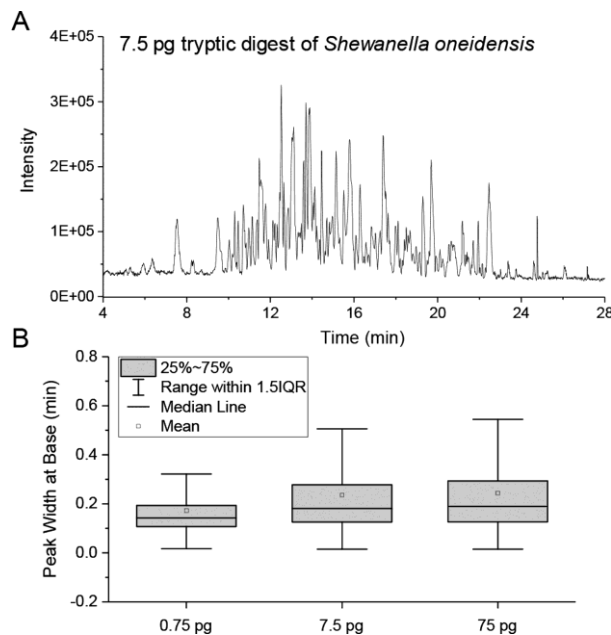 A
7.5 pg tryptic digest of Shewanella oneidensis
4E+05
3E+05
2E+05
1E+05
0E+00
Intensity
4 8 12 16 20 24 28
Time (min)
B
25%~75%
Range within 1.5IQR
Median Line
Mean
0.8
0.6
0.4
0.2
0.0
-0.2
Peak Width at Base (min)
0.75 pg 7.5 pg 75 pg